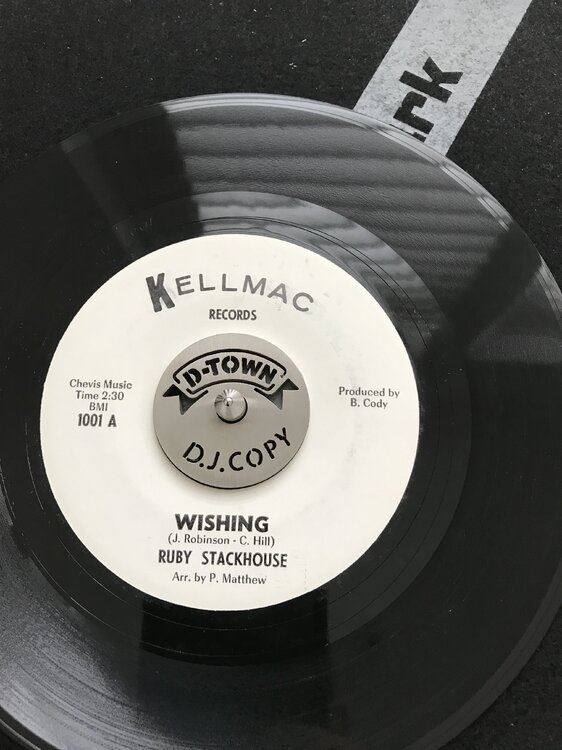 rk
KELLMAC
RECORDS
D-TOWN
D.J.COPY
Chevis Music
Time 2:30
BMI
1001 A
Produced by
B. Cody
WISHING
(J. Robinson - C. Hill)
RUBY STACKHOUSE
Arr. by P. Matthew